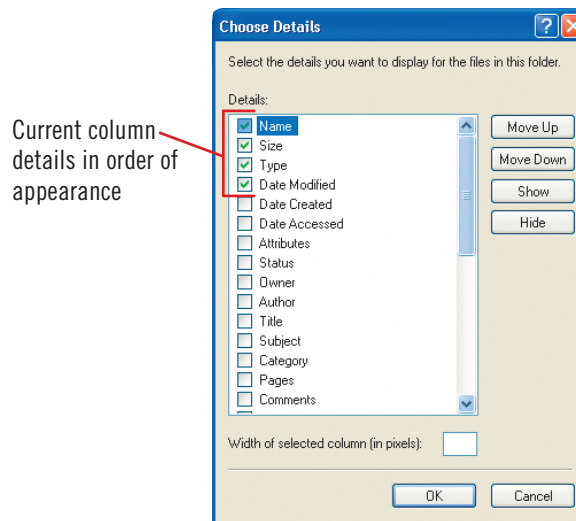 Choose Details
Select the details you want to display for the files in this folder.
Details:
Current column
details in order of
appearance
Name
Size
Type
Date Modified
Date Created
Date Accessed
Attributes
Status
Owner
Author
Title
Subject
Category
Pages
Comments
Move Up
Move Down
Show
Hide
Width of selected column (in pixels):
OK
Cancel